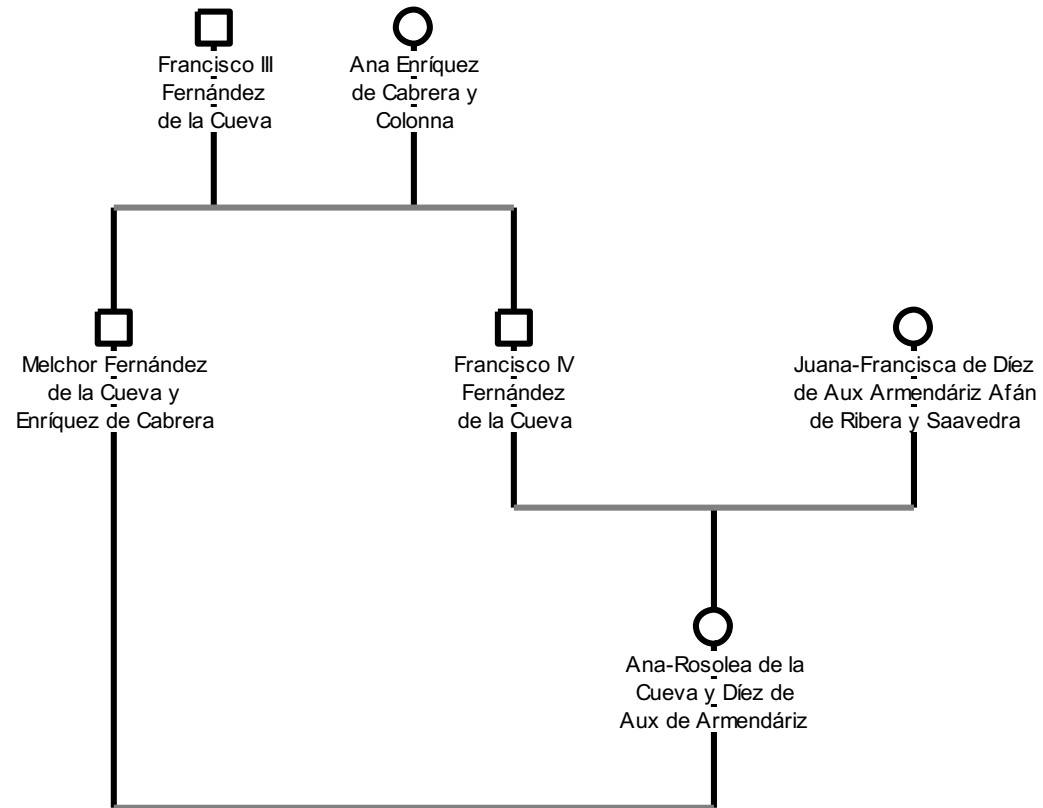 Francisco III
Fernández
de la Cueva
Ana Enríquez
de Cabrera y
Colonna
Melchor Fernández
de la Cueva y
Enríquez de Cabrera
Francisco IV
Fernández
de la Cueva
Juana-Francisca de Díez
de Aux Armendáriz Afán
de Ribera y Saavedra
Ana-Rosolea de la
Cueva y Díez de
Aux de Armendáriz